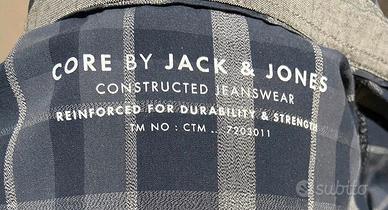 CORE BY JACK & JONES
CONSTRUCTED JEANSWEAR
REINFORCED FOR DURABILITY & STRENGTH
TM NO : CTM ... 7203011
subito